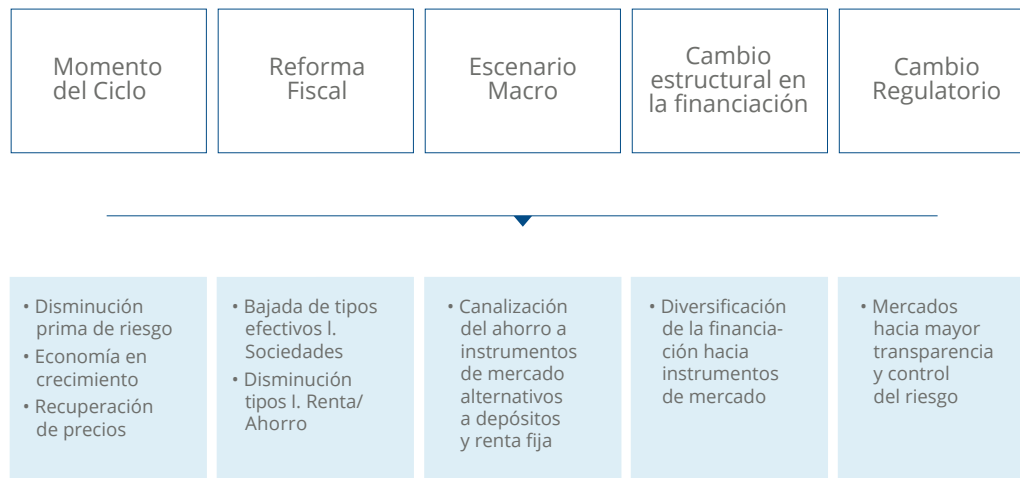 Momento
del Ciclo
Reforma
Fiscal
Escenario
Macro
Cambio
estructural en
la financiación
Cambio
Regulatorio
• Disminución
prima de riesgo
• Economía en
crecimiento
• Recuperación
de precios
• Bajada de tipos
efectivos I.
Sociedades
• Disminución
tipos I. Renta/
Ahorro
• Canalización
del ahorro a
instrumentos
de mercado
alternativos
a depósitos
y renta fija
• Diversificación
de la financia-
ción hacia
instrumentos
de mercado
• Mercados
hacia mayor
transparencia
y control
del riesgo